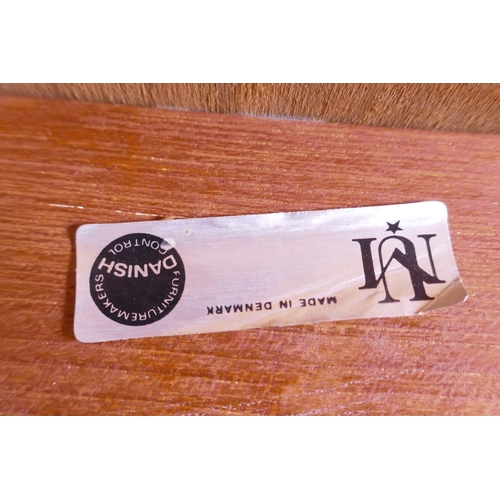 DANISH
FURNITUREMAKERS
CONTROL
MADE IN DENMARK